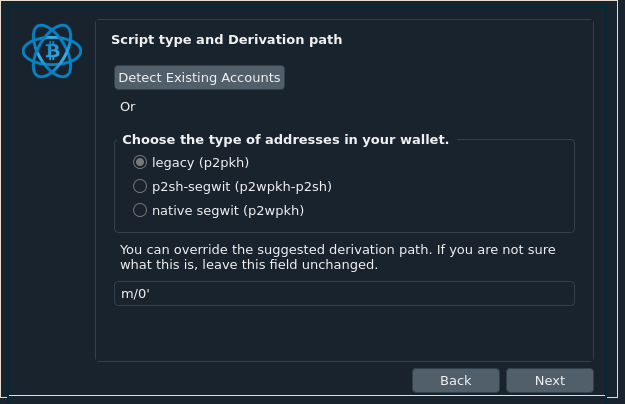 Script type and Derivation path
Detect Existing Accounts
Or
Choose the type of addresses in your wallet.
legacy (p2pkh)
p2sh-segwit (p2wpkh-p2sh)
native segwit (p2wpkh)
You can override the suggested derivation path. If you are not sure
what this is, leave this field unchanged.
m/0'
Back
Next